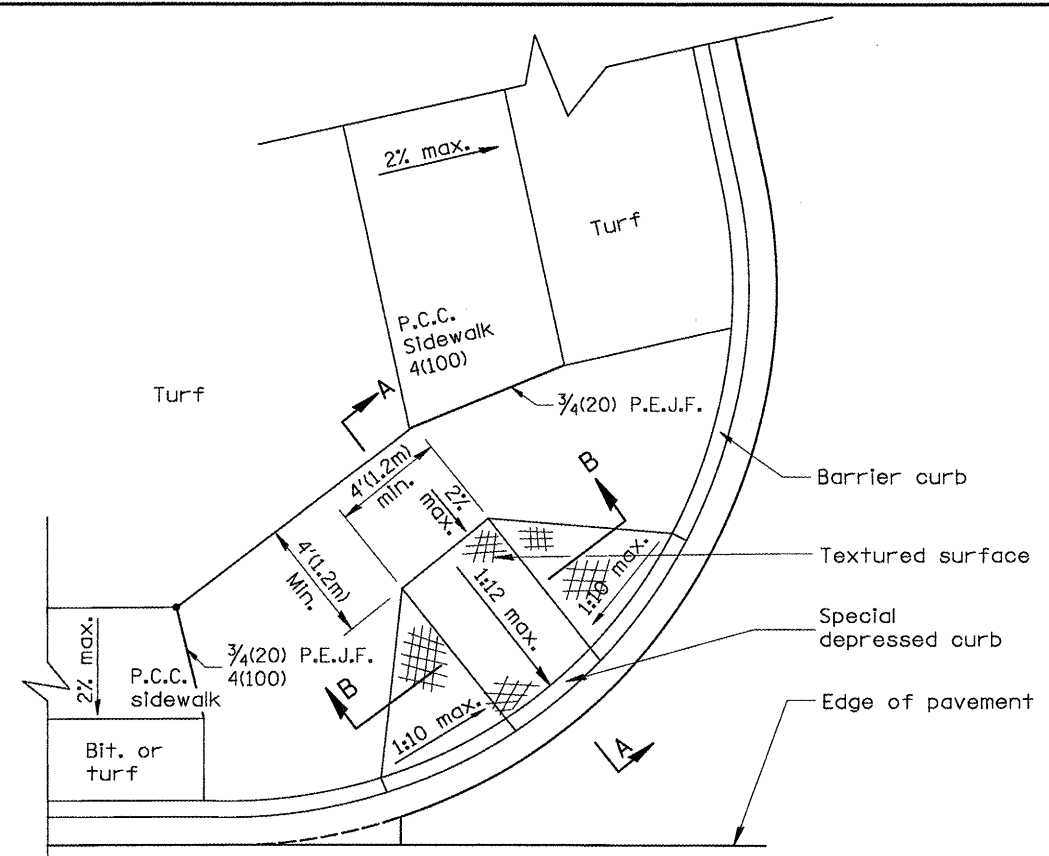 2% max.
Turf
P.C.C.
Sidewalk
4(100)
Turf
A
¾(20) P.E.J.F.
4'(1.2m)
min.
2%
max.
B
Barrier curb
Textured surface
1:10 max.
4'(1.2m)
Min.
1:12 max.
Special
depressed curb
2% max.
P.C.C.
sidewalk
¾(20) P.E.J.F.
4(100)
B
1:10 max.
Edge of pavement
A
Bit. or
turf